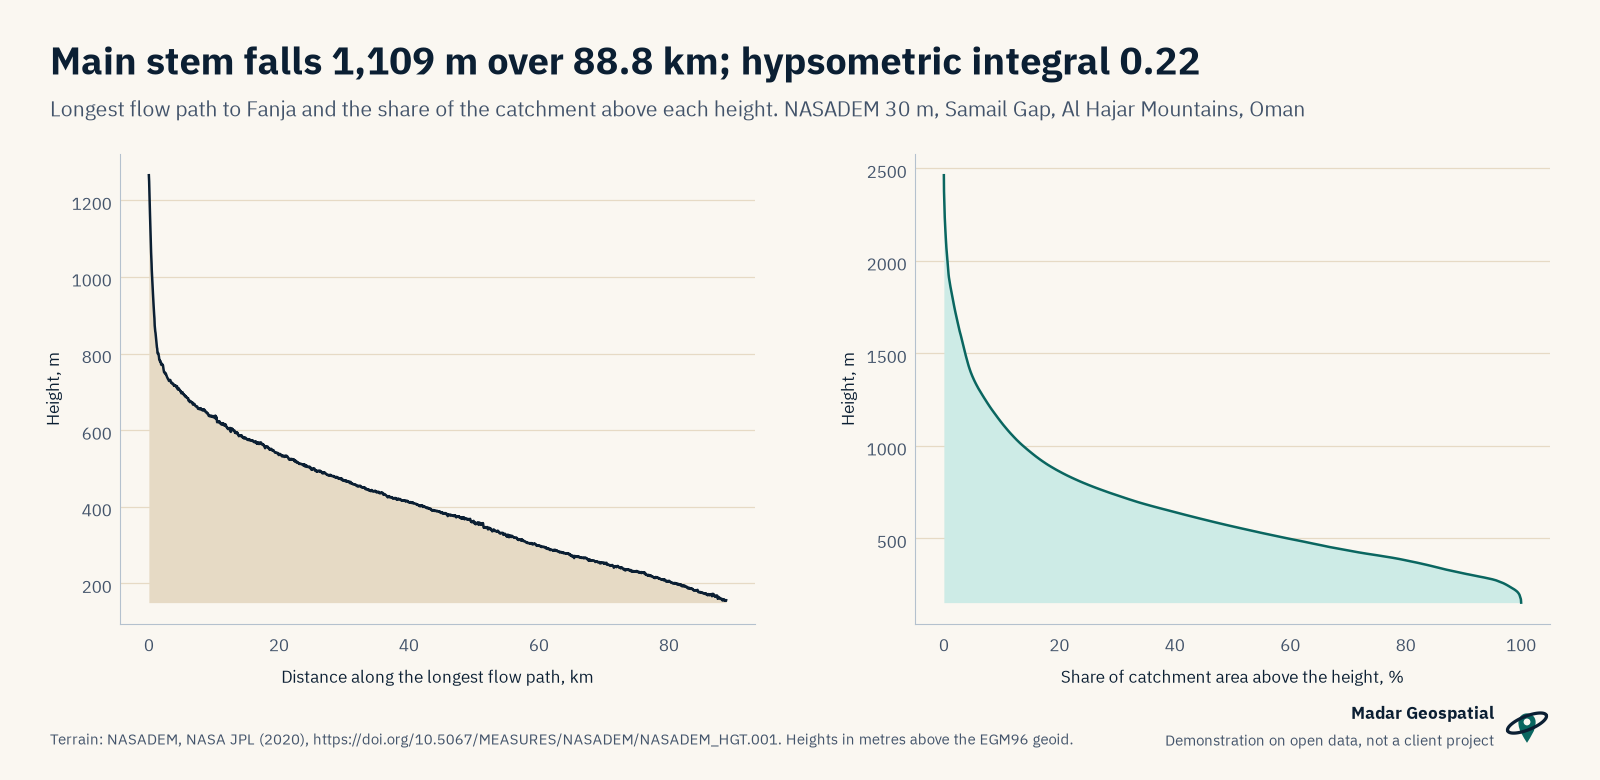 Main stem falls 1,109 m over 88.8 km; hypsometric integral 0.22
Longest flow path to Fanja and the share of the catchment above each height. NASADEM 30 m, Samail Gap, Al Hajar Mountains, Oman
Height, m
1200
1000
800
600
400
200
0
20
40
60
80
Distance along the longest flow path, km
Height, m
2500
2000
1500
1000
500
0
20
40
60
80
100
Share of catchment area above the height, %
Madar Geospatial
Terrain: NASADEM, NASA JPL (2020), https://doi.org/10.5067/MEASURES/NASADEM/NASADEM_HGT.001. Heights in metres above the EGM96 geoid.
Demonstration on open data, not a client project